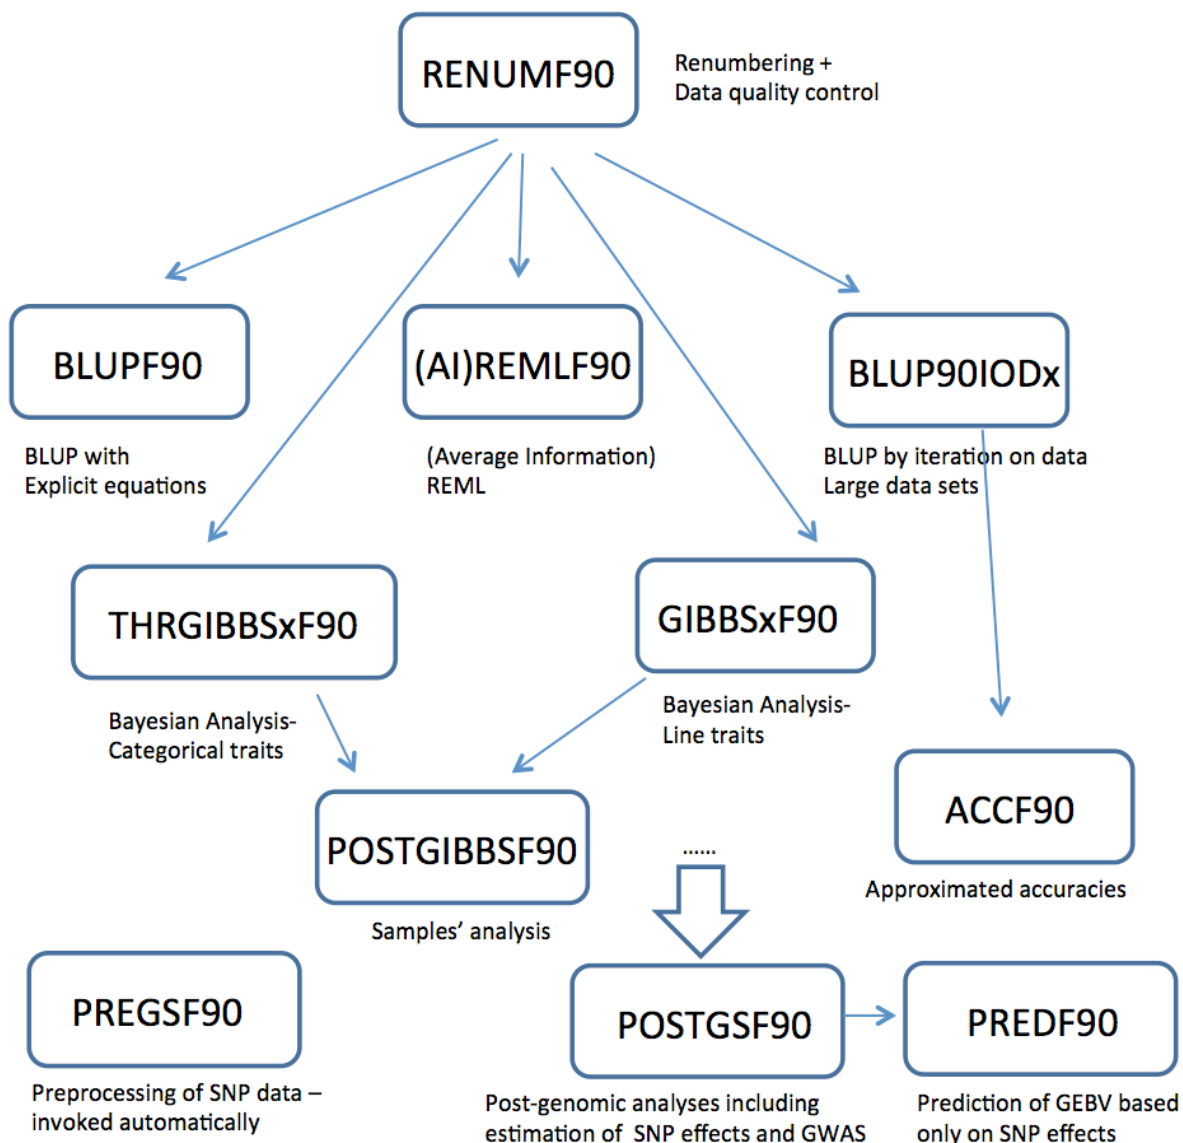 RENUMF90
Renumbering +
Data quality control
BLUPF90
(AI)REMLF90
BLUP90IODx
BLUP with
Explicit equations
(Average Information)
REML
BLUP by iteration on data
Large data sets
THRGIBBSxF90
GIBBSxF90
Bayesian Analysis-
Categorical traits
Bayesian Analysis-
Line traits
POSTGIBBSF90
......
ACCF90
Samples’ analysis
Approximated accuracies
PREGSF90
POSTGSF90
PREDF90
Preprocessing of SNP data –
invoked automatically
Post-genomic analyses including
estimation of SNP effects and GWAS
Prediction of GEBV based
only on SNP effects